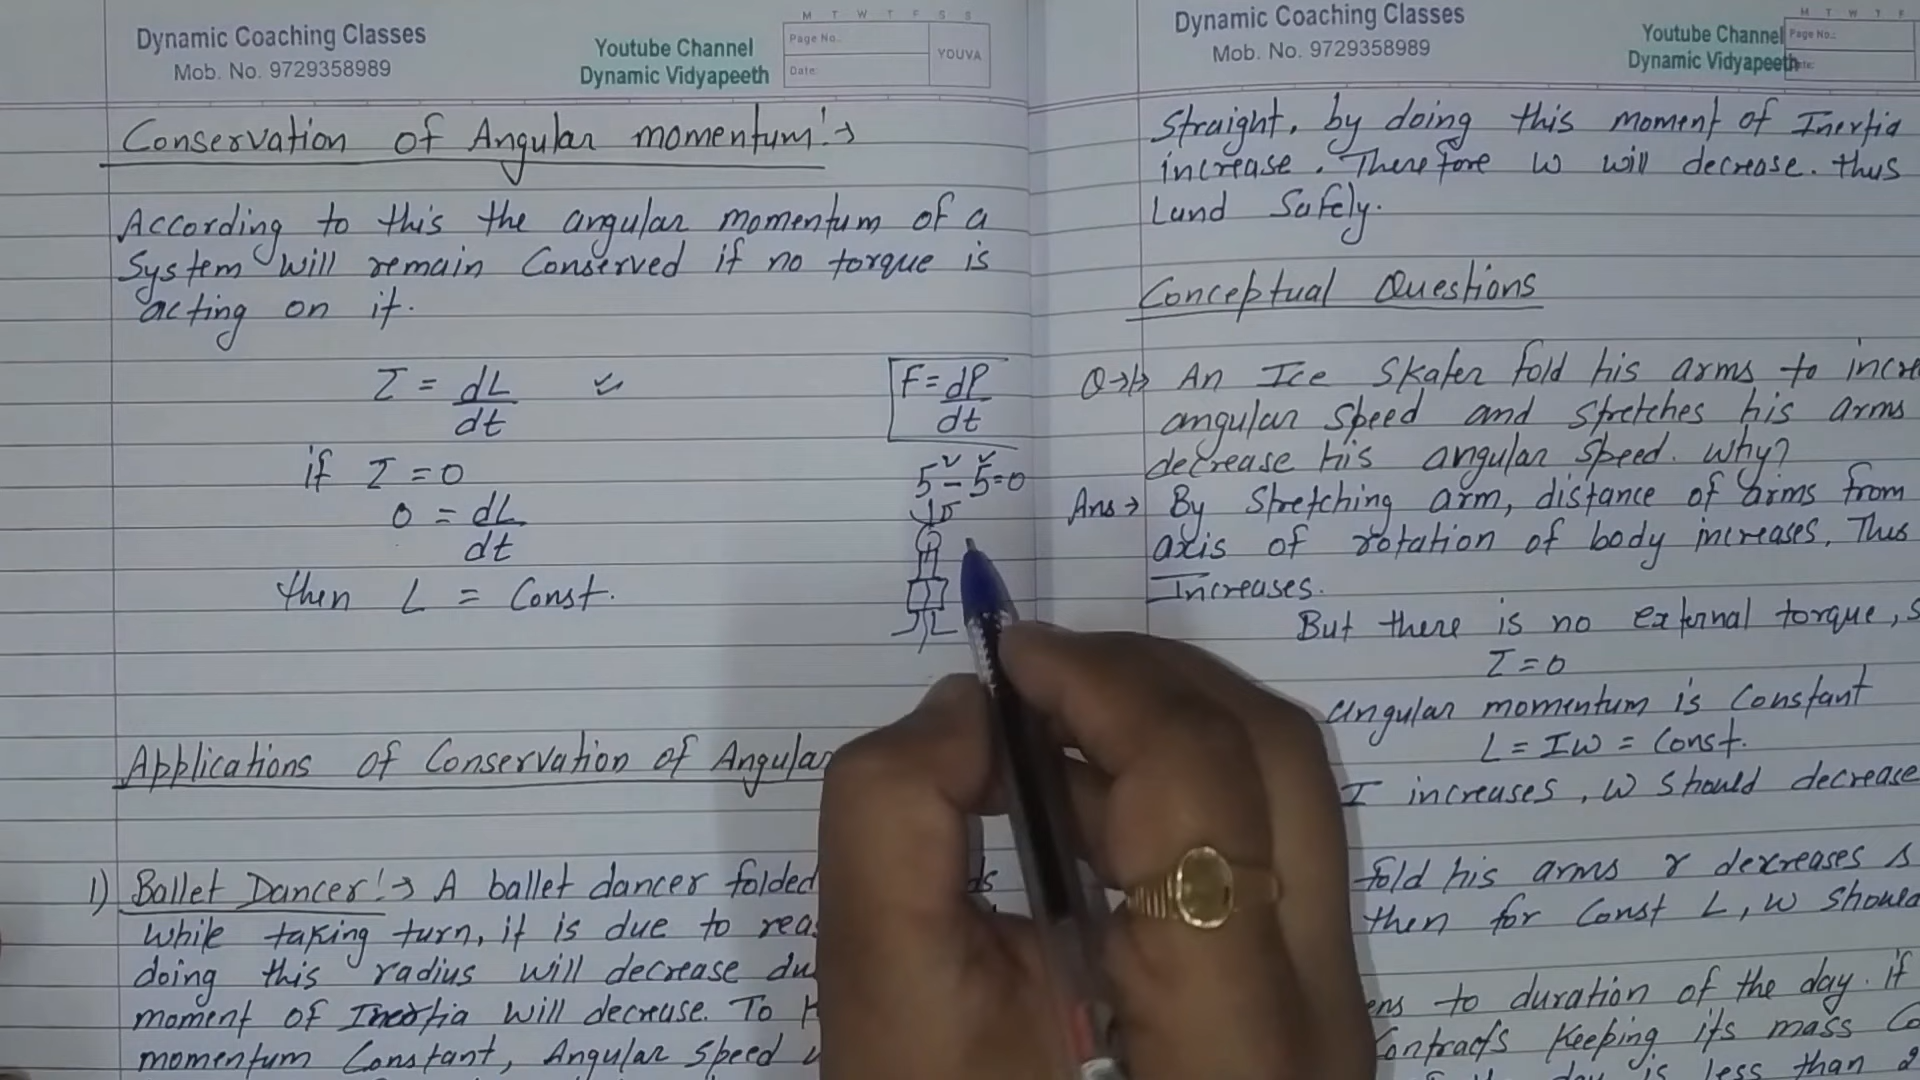 Dynamic Coaching Classes
Mob. No. 9729358989
Youtube Channel
Dynamic Vidyapeeth
M T W T F S S
Page No.:
Date:
YOUVA
Conservation of Angular momentum:→
According to this the angular momentum of a
System will remain Conserved if no torque is
acting on it.
τ = dL
dt
F = dP
dt
if τ = 0
5 - 5 = 0
0 = dL
dt
then L = Const.
Applications of Conservation of Angular
1) Ballet Dancer:→ A ballet dancer folded
while taking turn, it is due to
doing this radius will decrease
moment of Inertia will decrease. To
momentum Constant, Angular Speed
Dynamic Coaching Classes
Mob. No. 9729358989
Youtube Channel
Dynamic Vidyapeeth
M T W T F
Page No.:
Straight, by doing this moment of Inertia
increase. Therefore ω will decrease. thus
Land Safely.
Conceptual Questions
Q→1) An Ice Skater fold his arms to
angular speed and stretches his arms
decrease his angular speed. Why?
Ans→ By Stretching arm, distance of arms from
axis of rotation of body increases, Thus
Increases.
But there is no external torque,
τ = 0
angular momentum is Constant
L = Iω = Const.
I increases, ω should decrease
fold his arms r decreases
then for Const L, ω should
to duration of the day. if
Contracts Keeping its mass
is less than